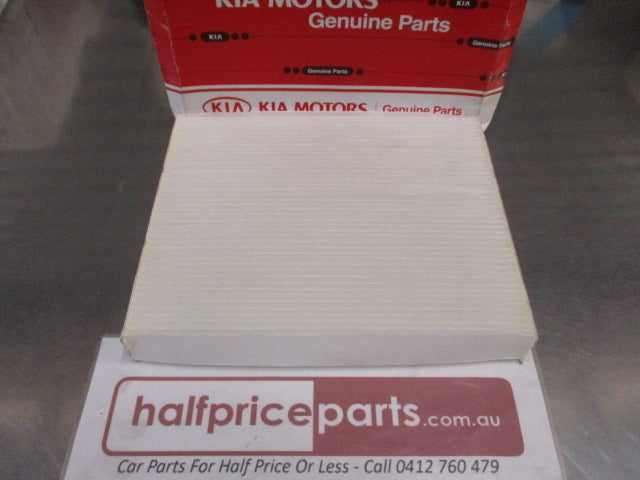 KIA MOTORS
Genuine Parts
KIA
KIA
Genuine Parts
Genuine Parts
KIA KIA MOTORS Genuine Parts
halfpriceparts.com.au
Car Parts For Half Price Or Less - Call 0412 760 479